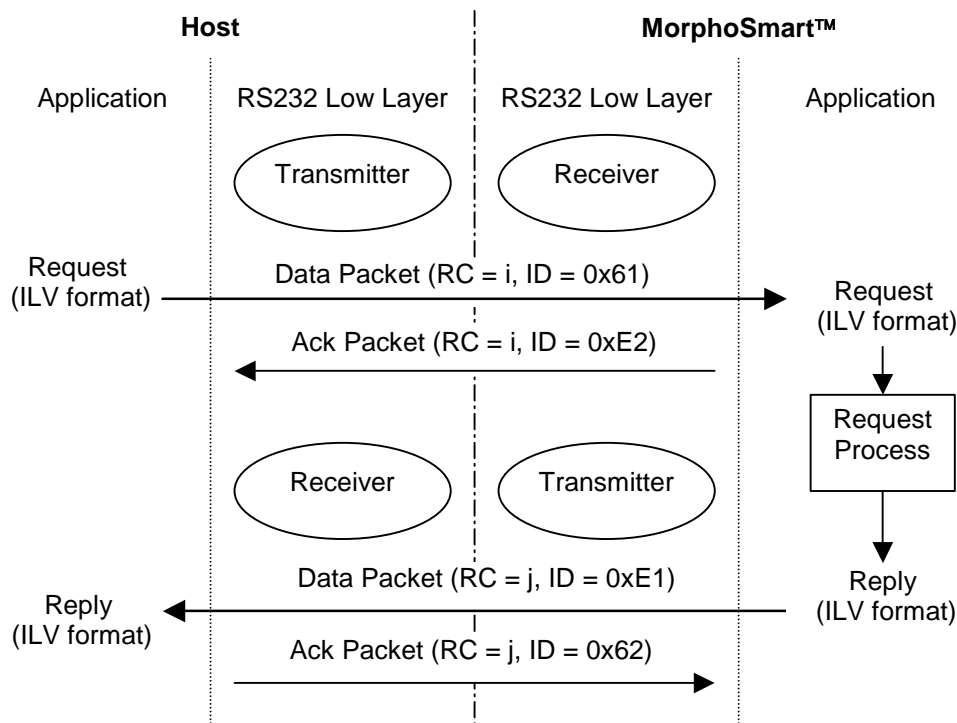 Host
MorphoSmart™
Application
RS232 Low Layer
RS232 Low Layer
Application
Transmitter
Receiver
Request
(ILV format)
Data Packet (RC = i, ID = 0x61)
Request
(ILV format)
Ack Packet (RC = i, ID = 0xE2)
Request
Process
Receiver
Transmitter
Data Packet (RC = j, ID = 0xE1)
Reply
(ILV format)
Reply
(ILV format)
Ack Packet (RC = j, ID = 0x62)